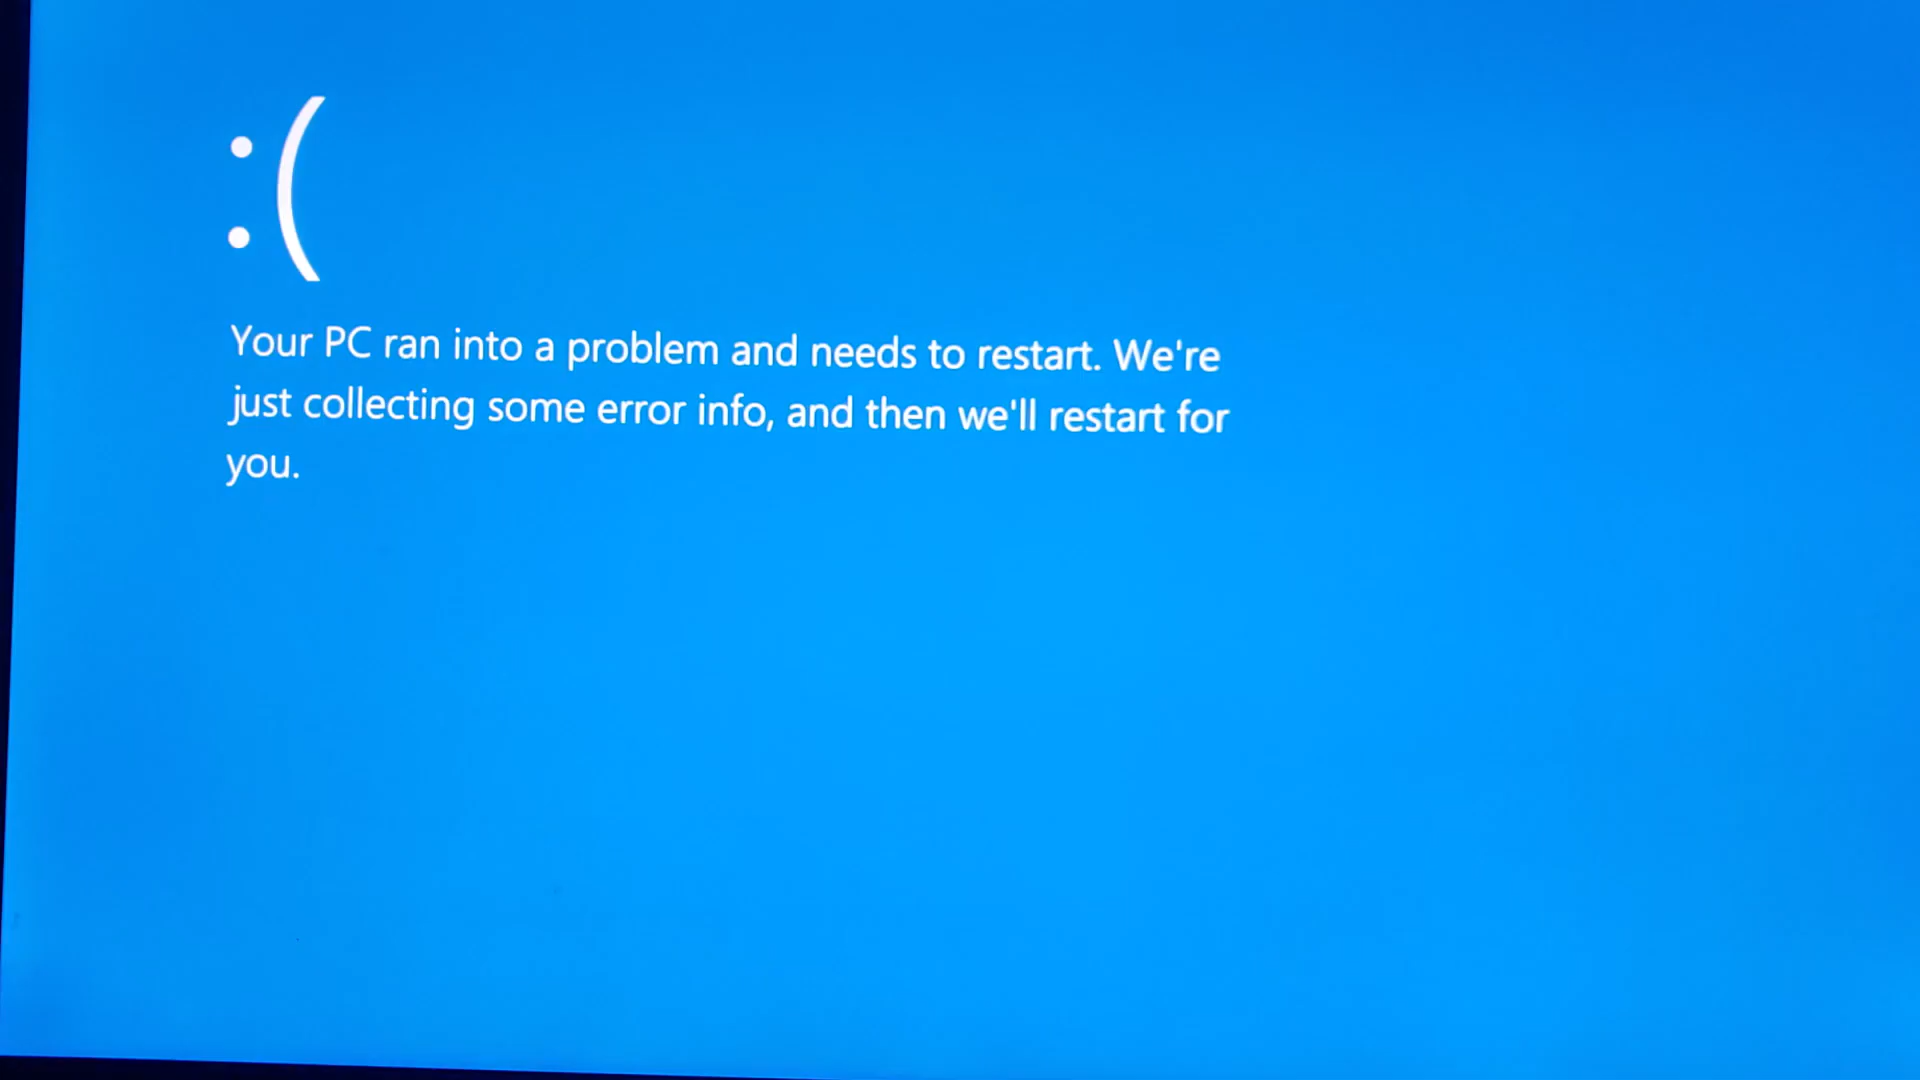 :(
Your PC ran into a problem and needs to restart. We're
just collecting some error info, and then we'll restart for
you.